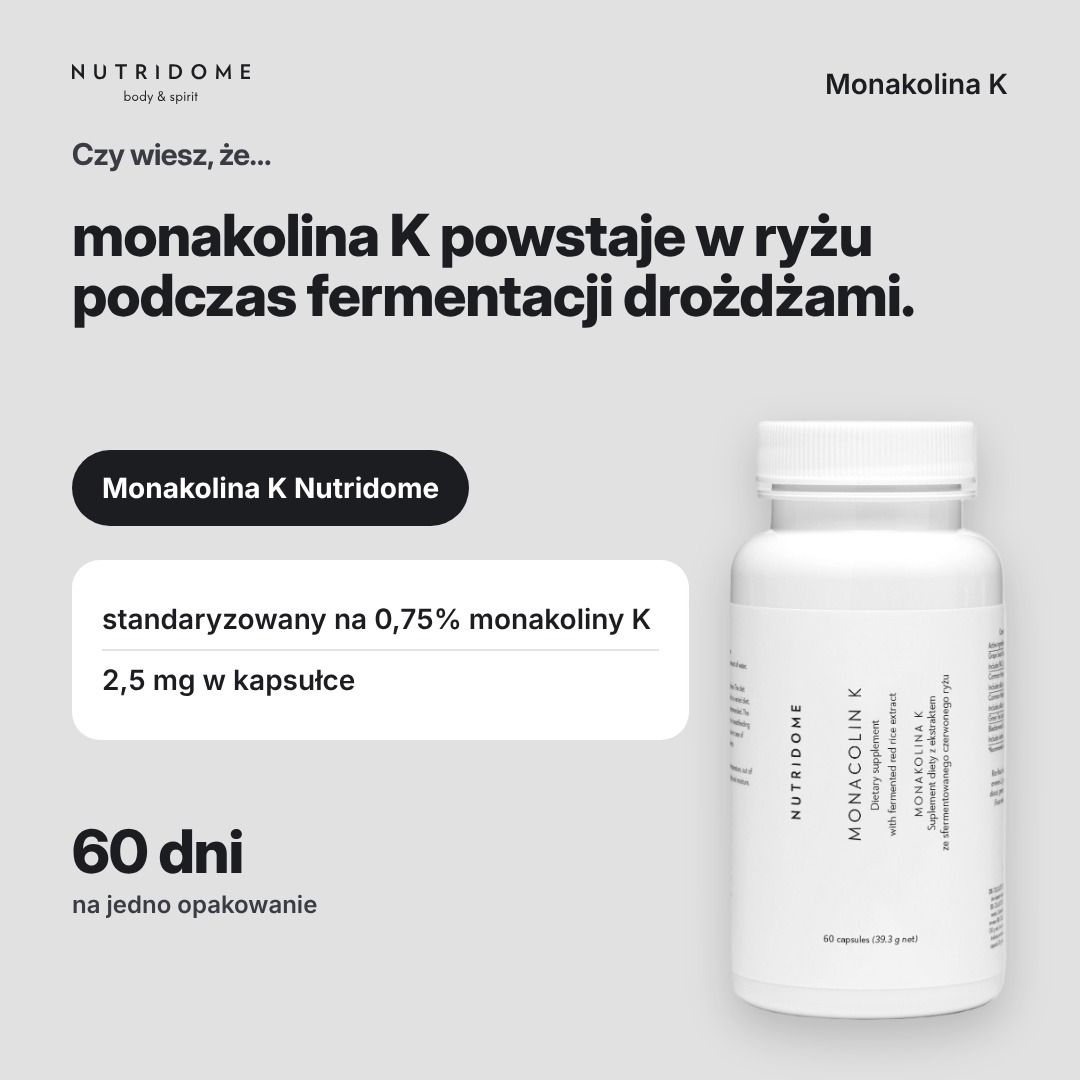 NUTRIDOME
body & spirit
Monakolina K
Czy wiesz, że...
monakolina K powstaje w ryżu
podczas fermentacji drożdżami.
Monakolina K Nutridome
standaryzowany na 0,75% monakoliny K
2,5 mg w kapsułce
60 dni
na jedno opakowanie
NUTRIDOME
MONACOLIN K
Dietary supplement
with fermented red rice extract
MONAKOLINA K
Suplement diety z ekstraktem
ze sfermentowanego czerwonego ryżu
60 capsules (39.3 g net)